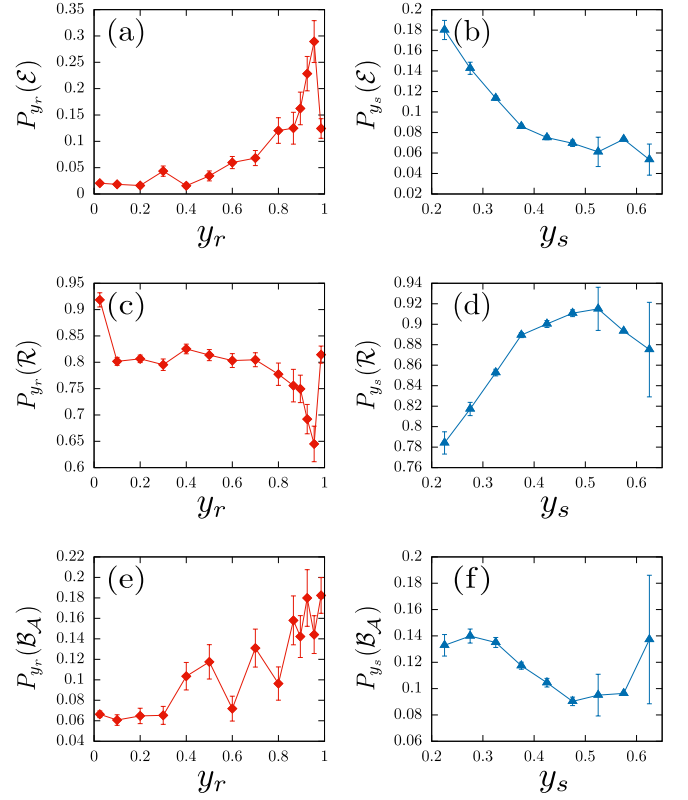 (a)
P_{y_r}(ℰ)
0.35
0.3
0.25
0.2
0.15
0.1
0.05
0
0 0.2 0.4 0.6 0.8 1
y_r
(b)
P_{y_s}(ℰ)
0.2
0.18
0.16
0.14
0.12
0.1
0.08
0.06
0.04
0.02
0.2 0.3 0.4 0.5 0.6
y_s
(c)
P_{y_r}(ℛ)
0.95
0.9
0.85
0.8
0.75
0.7
0.65
0.6
0 0.2 0.4 0.6 0.8 1
y_r
(d)
P_{y_s}(ℛ)
0.94
0.92
0.9
0.88
0.86
0.84
0.82
0.8
0.78
0.76
0.2 0.3 0.4 0.5 0.6
y_s
(e)
P_{y_r}(ℬ_𝒜)
0.22
0.2
0.18
0.16
0.14
0.12
0.1
0.08
0.06
0.04
0 0.2 0.4 0.6 0.8 1
y_r
(f)
P_{y_s}(ℬ_𝒜)
0.2
0.18
0.16
0.14
0.12
0.1
0.08
0.06
0.2 0.3 0.4 0.5 0.6
y_s